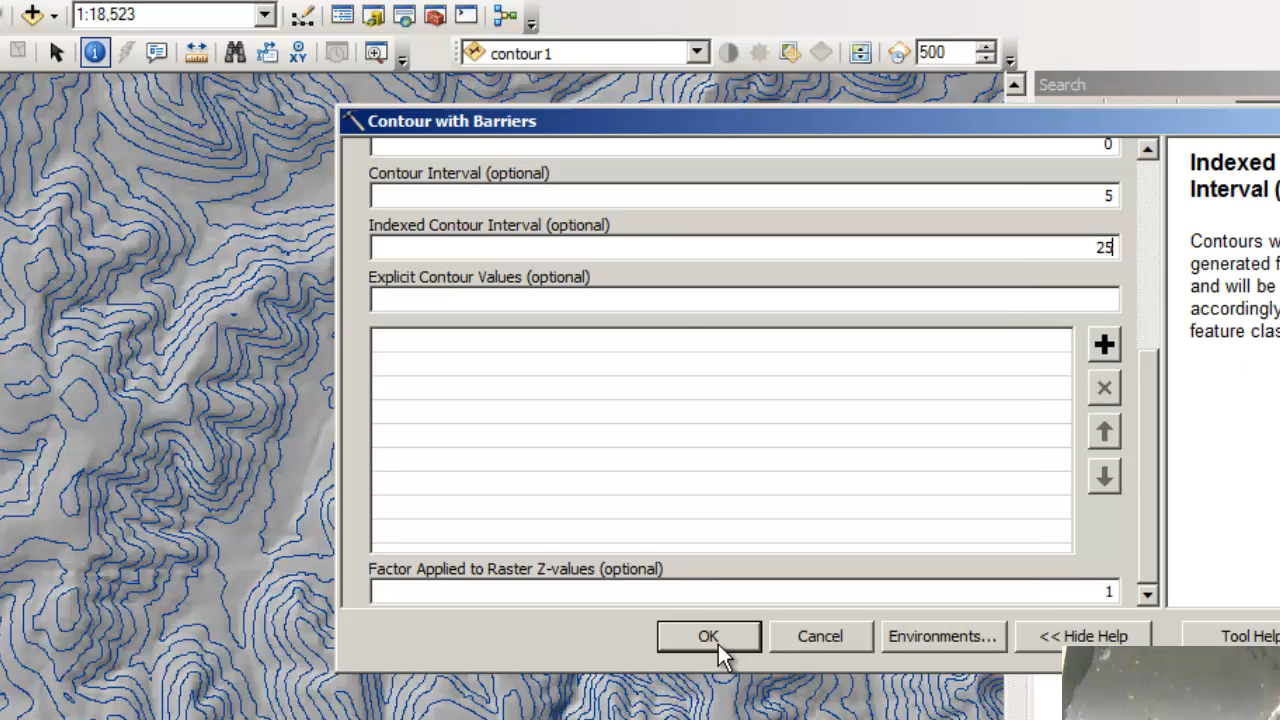 1:18,523
XY
contour1
500
Search
Contour with Barriers
0
Contour Interval (optional)
5
Indexed Contour Interval (optional)
25
Explicit Contour Values (optional)
Factor Applied to Raster Z-values (optional)
1
OK
Cancel
Environments...
<< Hide Help
Tool Help
Indexed
Interval (
Contours w
generated f
and will be
accordingly
feature clas